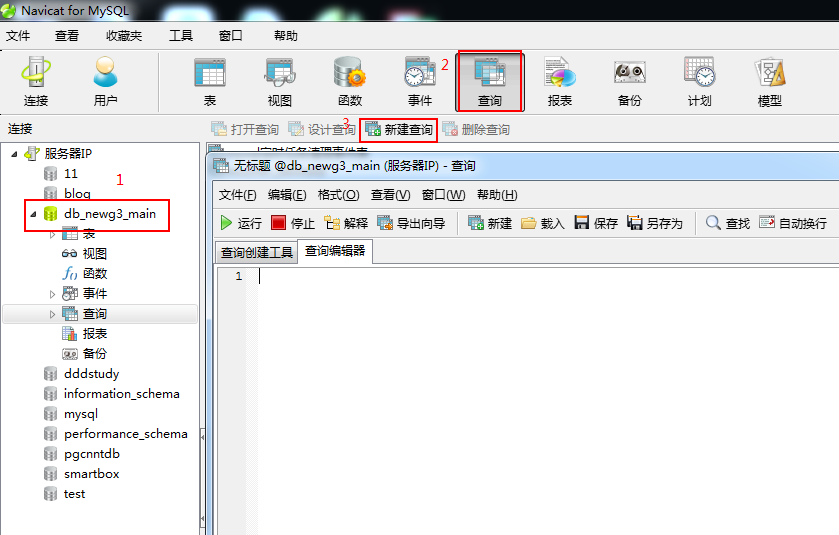 Navicat for MySQL
文件 查看 收藏夹 工具 窗口 帮助
2
连接 用户 表 视图 函数 事件 查询 报表 备份 计划 模型
连接
3
打开查询 设计查询 新建查询 删除查询
服务器IP
11
1
blog
db_newg3_main
表
视图
函数
事件
查询
报表
备份
dddstudy
information_schema
mysql
performance_schema
pgcnntdb
smartbox
test
无标题 @db_newg3_main (服务器IP) - 查询
文件(F) 编辑(E) 格式(O) 查看(V) 窗口(W) 帮助(H)
运行 停止 解释 导出向导 新建 载入 保存 另存为 查找 自动换行
查询创建工具 查询编辑器
1